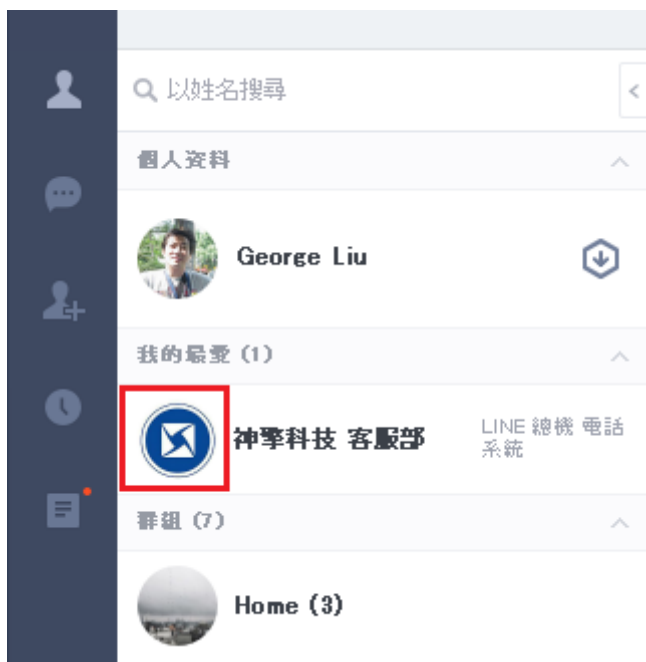 以姓名搜尋
個人資料
George Liu
我的最愛 (1)
神擎科技 客服部
LINE 總機 電話
系統
群組 (7)
Home (3)